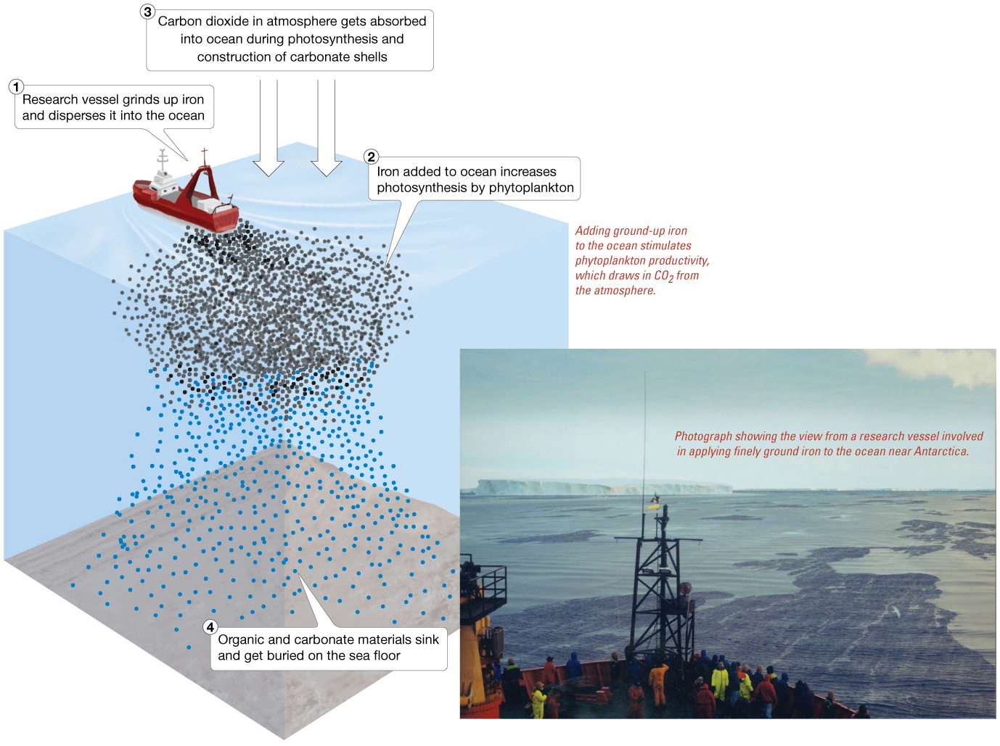 3
Carbon dioxide in atmosphere gets absorbed
into ocean during photosynthesis and
construction of carbonate shells
1
Research vessel grinds up iron
and disperses it into the ocean
2
Iron added to ocean increases
photosynthesis by phytoplankton
Adding ground-up iron
to the ocean stimulates
phytoplankton productivity,
which draws in CO2 from
the atmosphere.
Photograph showing the view from a research vessel involved
in applying finely ground iron to the ocean near Antarctica.
4
Organic and carbonate materials sink
and get buried on the sea floor